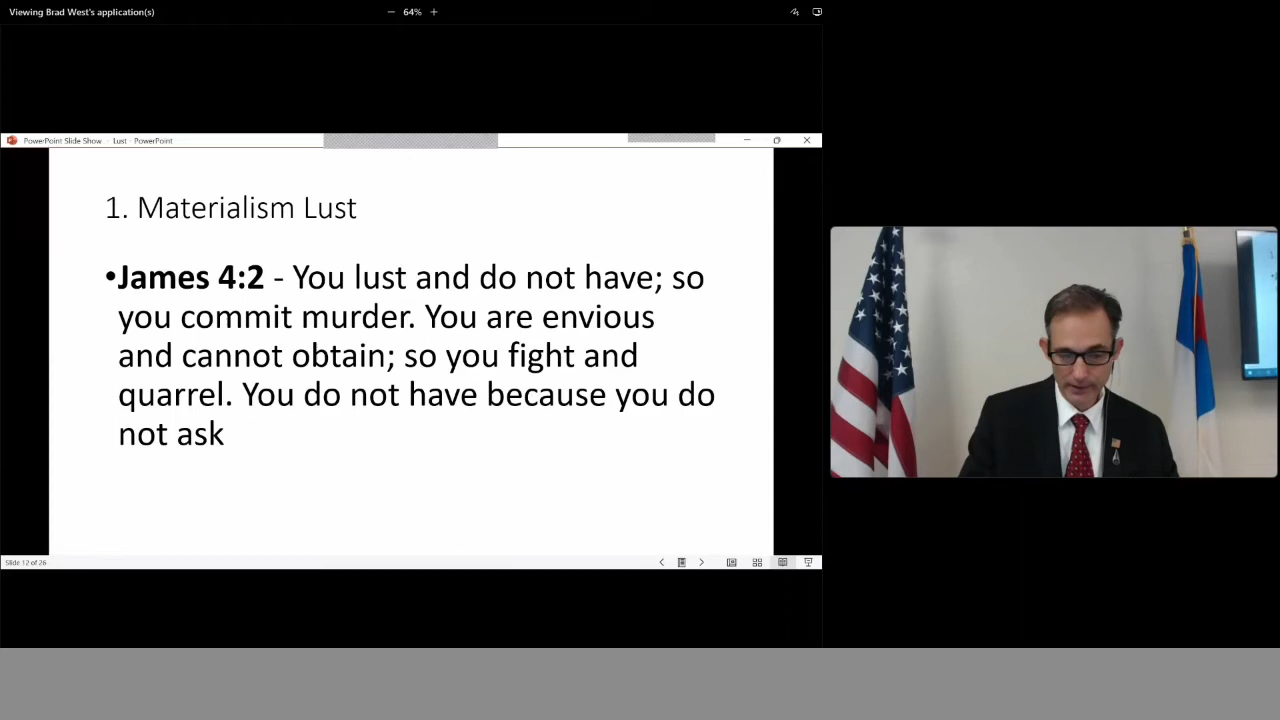 Viewing Brad West's application(s)
− 64% +
PowerPoint Slide Show - Lust - PowerPoint
1. Materialism Lust
•James 4:2 - You lust and do not have; so
you commit murder. You are envious
and cannot obtain; so you fight and
quarrel. You do not have because you do
not ask
Slide 12 of 26